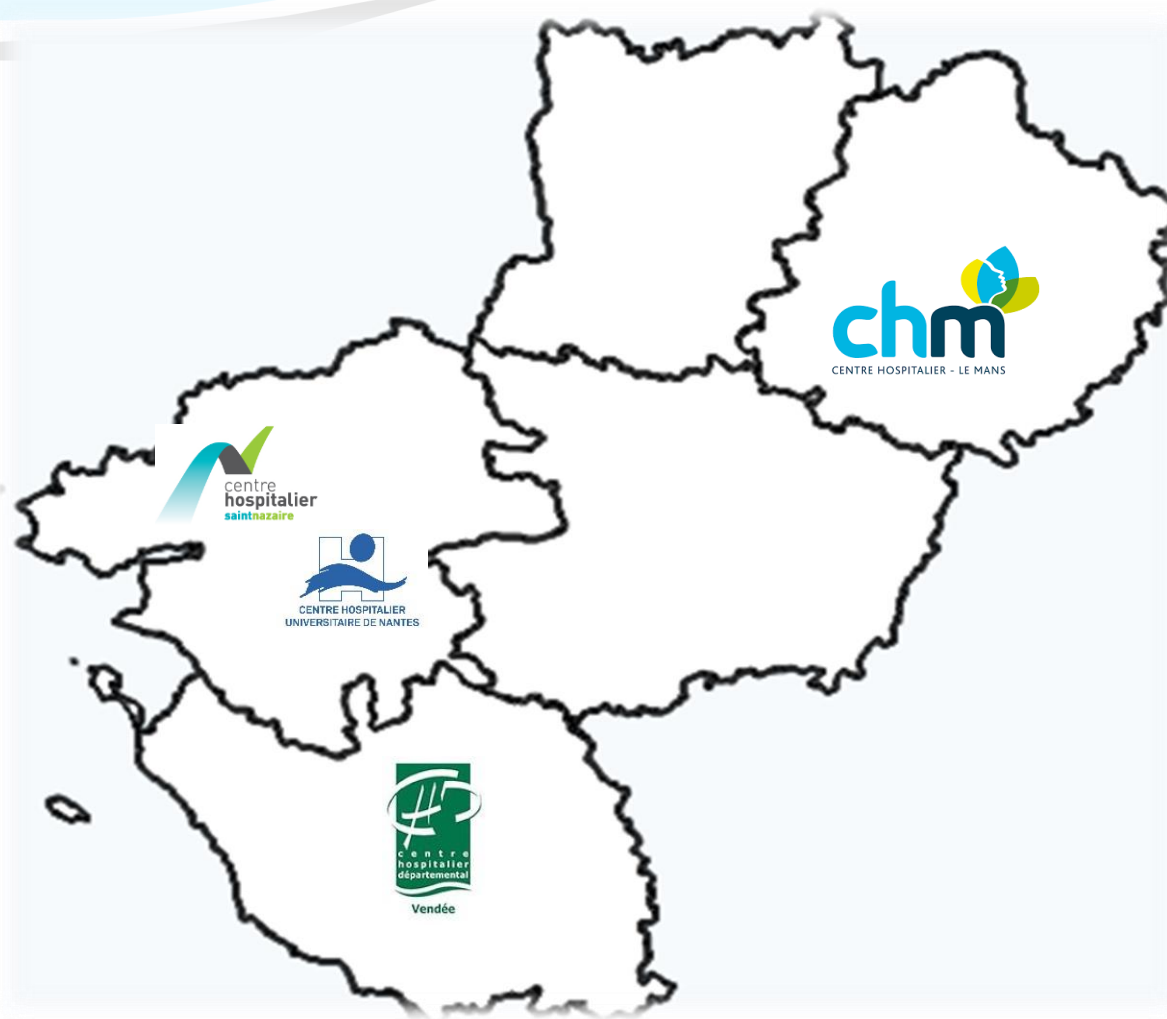 chm
CENTRE HOSPITALIER - LE MANS
centre
hospitalier
saintnazaire
CENTRE HOSPITALIER
UNIVERSITAIRE DE NANTES
centre
hospitalier
départemental
Vendée